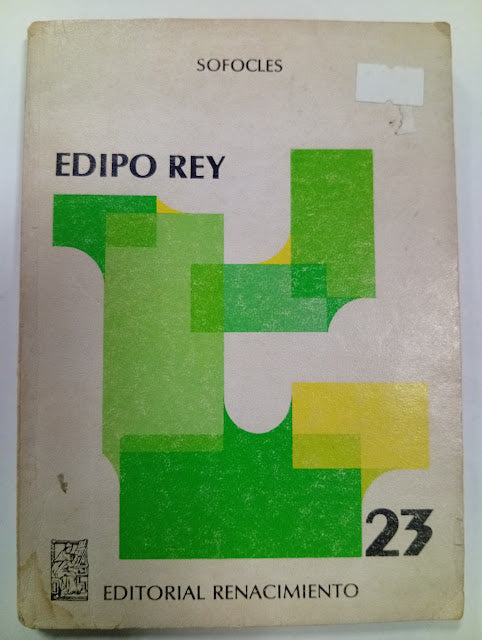 SOFOCLES
EDIPO REY
23
EDITORIAL RENACIMIENTO